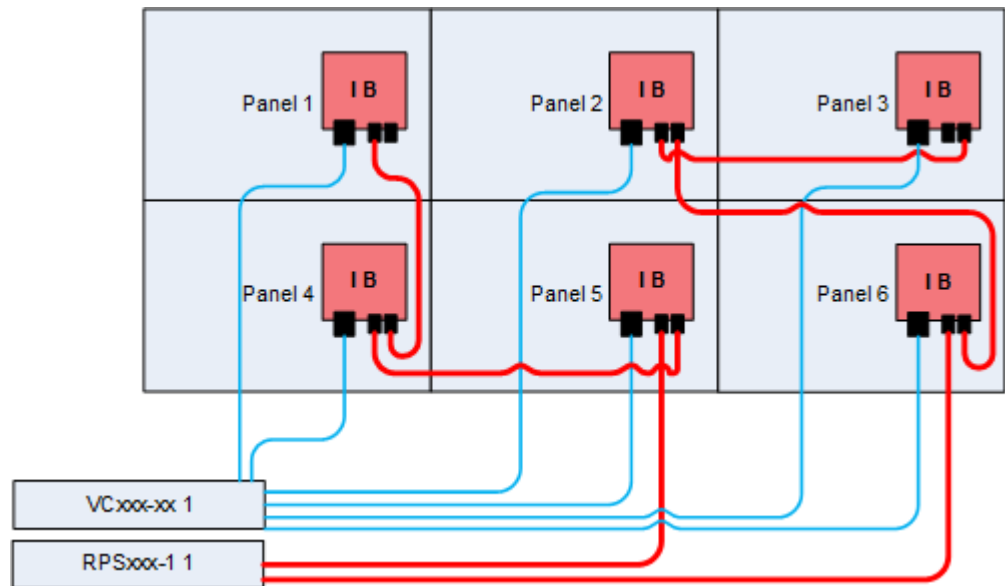 Panel 1
I B
Panel 2
I B
Panel 3
I B
Panel 4
I B
Panel 5
I B
Panel 6
I B
VCxxx-xx 1
RPSxxx-1 1